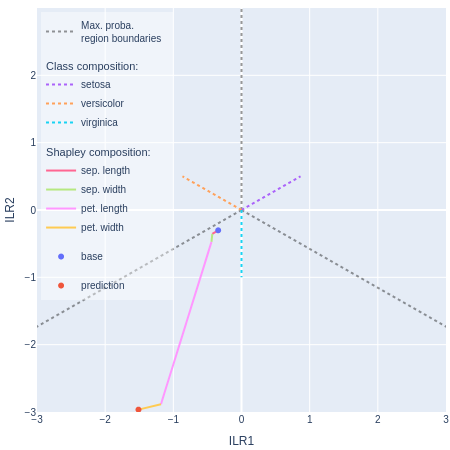 Max. proba.
region boundaries
Class composition:
setosa
versicolor
virginica
Shapley composition:
sep. length
sep. width
pet. length
pet. width
base
prediction
2
1
0
−1
−2
−3
−3
−2
−1
0
1
2
3
ILR1
ILR2